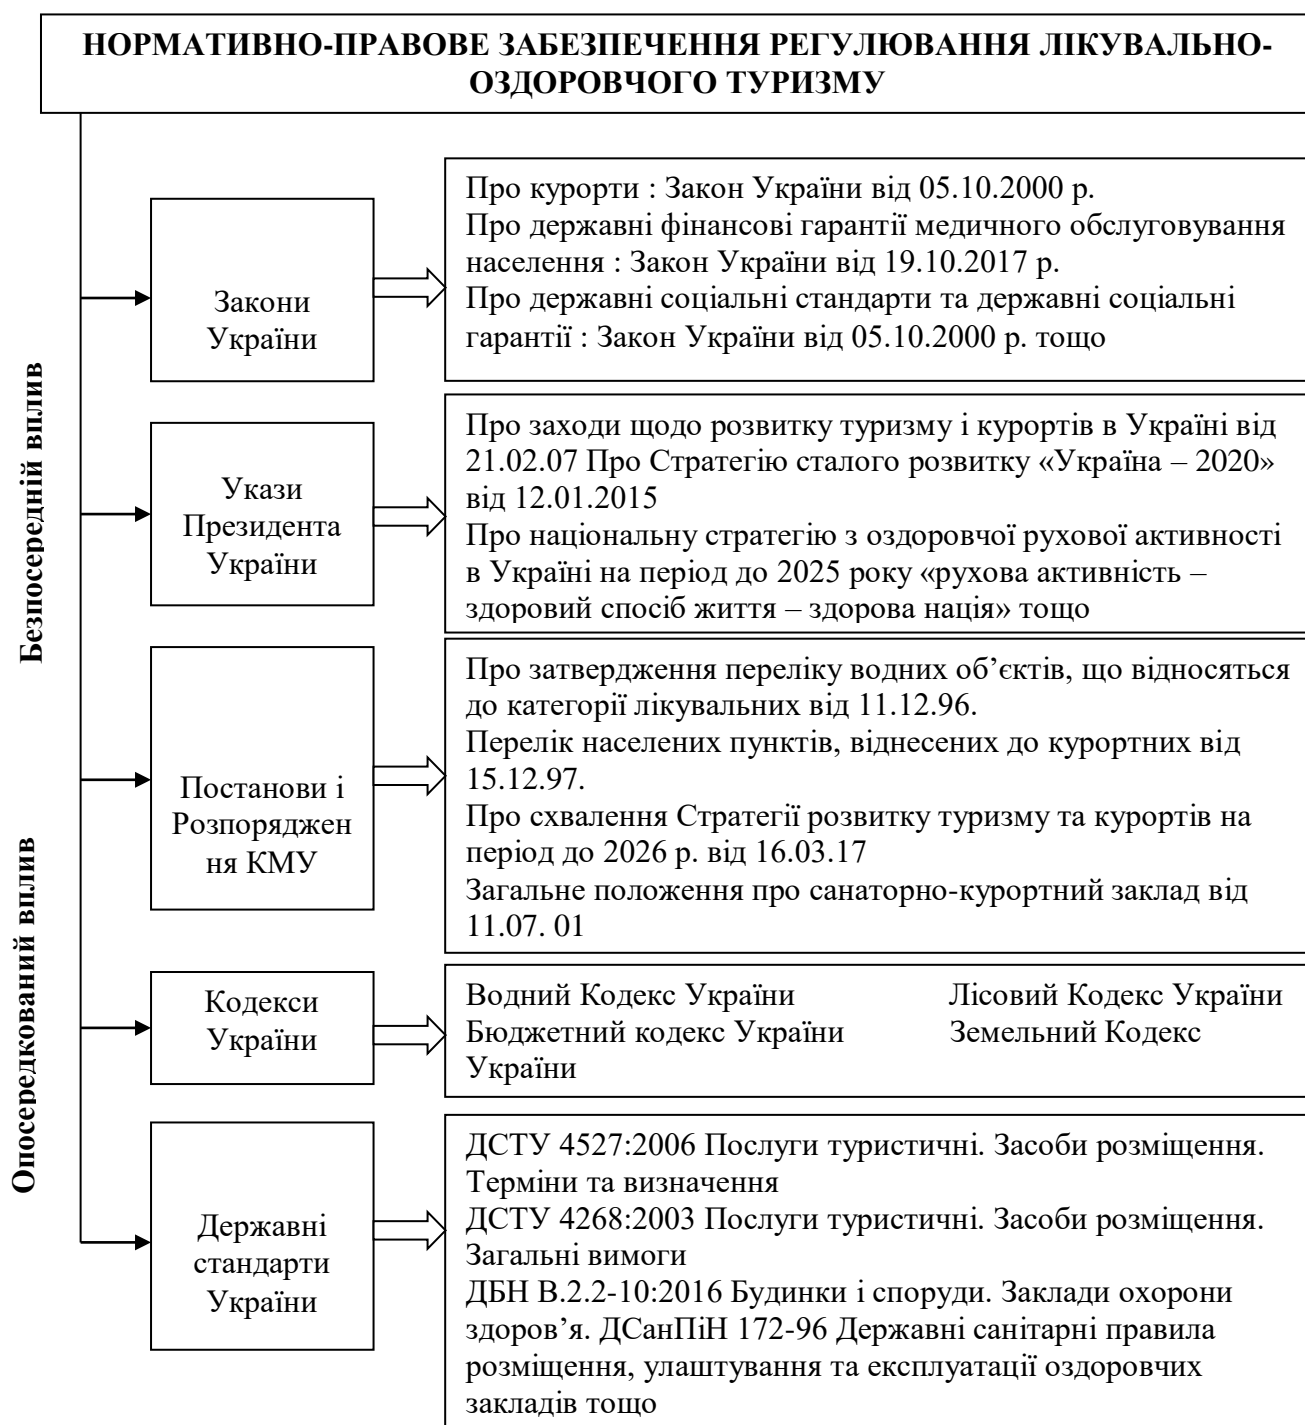 НОРМАТИВНО-ПРАВОВЕ ЗАБЕЗПЕЧЕННЯ РЕГУЛЮВАННЯ ЛІКУВАЛЬНО-
ОЗДОРОВЧОГО ТУРИЗМУ
Безпосередній вплив
Закони
України
Про курорти : Закон України від 05.10.2000 р.
Про державні фінансові гарантії медичного обслуговування
населення : Закон України від 19.10.2017 р.
Про державні соціальні стандарти та державні соціальні
гарантії : Закон України від 05.10.2000 р. тощо
Укази
Президента
України
Про заходи щодо розвитку туризму і курортів в Україні від
21.02.07 Про Стратегію сталого розвитку «Україна – 2020»
від 12.01.2015
Про національну стратегію з оздоровчої рухової активності
в Україні на період до 2025 року «рухова активність –
здоровий спосіб життя – здорова нація» тощо
Постанови і
Розпоряджен
ня КМУ
Про затвердження переліку водних об’єктів, що відносяться
до категорії лікувальних від 11.12.96.
Перелік населених пунктів, віднесених до курортних від
15.12.97.
Про схвалення Стратегії розвитку туризму та курортів на
період до 2026 р. від 16.03.17
Загальне положення про санаторно-курортний заклад від
11.07. 01
Опосередкований вплив
Кодекси
України
Водний Кодекс України Лісовий Кодекс України
Бюджетний кодекс України Земельний Кодекс
України
Державні
стандарти
України
ДСТУ 4527:2006 Послуги туристичні. Засоби розміщення.
Терміни та визначення
ДСТУ 4268:2003 Послуги туристичні. Засоби розміщення.
Загальні вимоги
ДБН В.2.2-10:2016 Будинки і споруди. Заклади охорони
здоров’я. ДСанПіН 172-96 Державні санітарні правила
розміщення, улаштування та експлуатації оздоровчих
закладів тощо